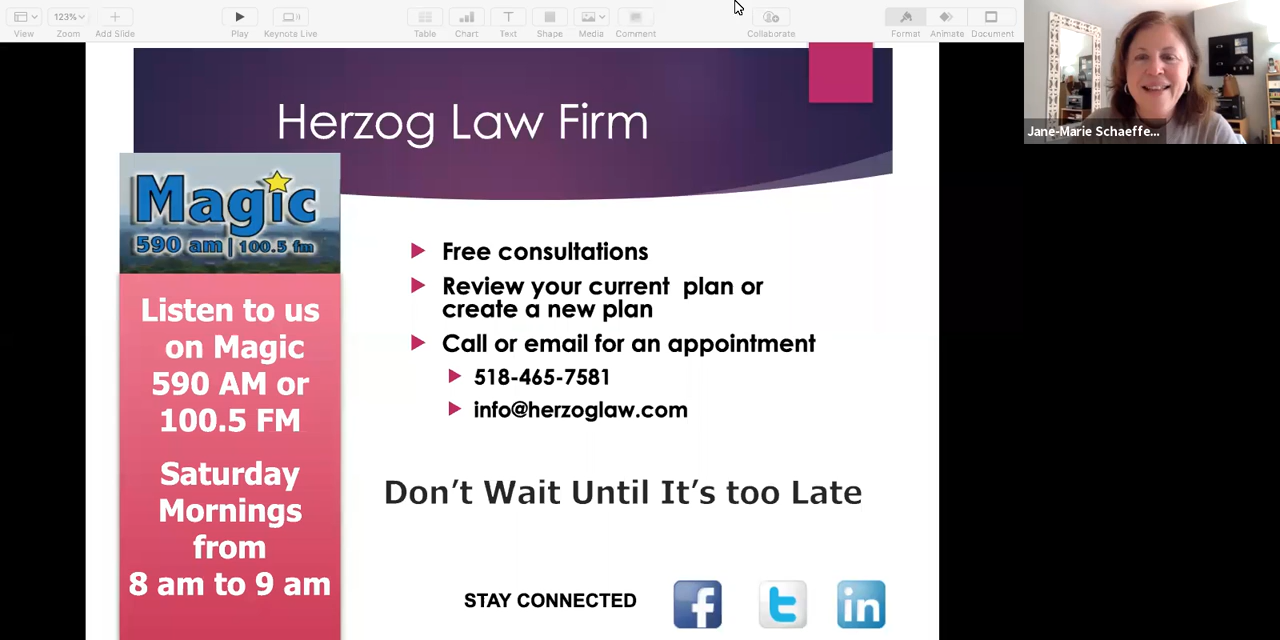 123%
View
Zoom
Add Slide
Play
Keynote Live
Table
Chart
Text
Shape
Media
Comment
Collaborate
Format
Animate
Document
Jane-Marie Schaeffe...
Herzog Law Firm
Magic
590 am | 100.5 fm
Listen to us
on Magic
590 AM or
100.5 FM
Saturday
Mornings
from
8 am to 9 am
Free consultations
Review your current plan or
create a new plan
Call or email for an appointment
518-465-7581
info@herzoglaw.com
Don't Wait Until It's too Late
STAY CONNECTED
f
t
in